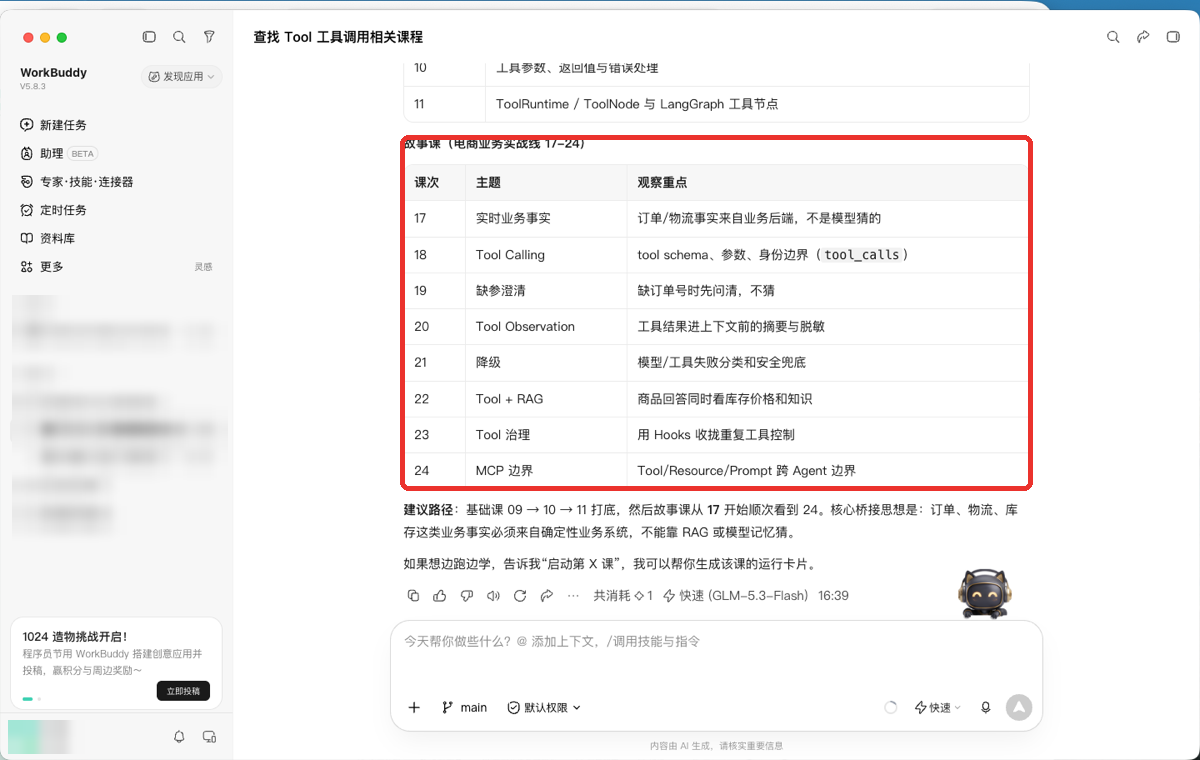 查找 Tool 工具调用相关课程
WorkBuddy
V5.8.3
发现应用
新建任务
助理 BETA
专家·技能·连接器
定时任务
资料库
更多 灵感
1024 造物挑战开启！
程序员节用 WorkBuddy 搭建创意应用并
投稿，赢积分与周边奖励～
立即投稿
10 工具参数、返回值与错误处理
11 ToolRuntime / ToolNode 与 LangGraph 工具节点
故事课（电商业务实战线 17–24）
课次 主题 观察重点
17 实时业务事实 订单/物流事实来自业务后端，不是模型猜的
18 Tool Calling tool schema、参数、身份边界（tool_calls）
19 缺参澄清 缺订单号时先问清，不猜
20 Tool Observation 工具结果进上下文前的摘要与脱敏
21 降级 模型/工具失败分类和安全兜底
22 Tool + RAG 商品回答同时看库存价格和知识
23 Tool 治理 用 Hooks 收拢重复工具控制
24 MCP 边界 Tool/Resource/Prompt 跨 Agent 边界
建议路径：基础课 09 → 10 → 11 打底，然后故事课从 17 开始顺次看到 24。核心桥接思想是：订单、物流、库
存这类业务事实必须来自确定性业务系统，不能靠 RAG 或模型记忆猜。
如果想边跑边学，告诉我“启动第 X 课”，我可以帮你生成该课的运行卡片。
共消耗 1 快速 (GLM-5.3-Flash) 16:39
今天帮你做些什么？@ 添加上下文，/调用技能与指令
main 默认权限 快速
内容由 AI 生成，请核实重要信息